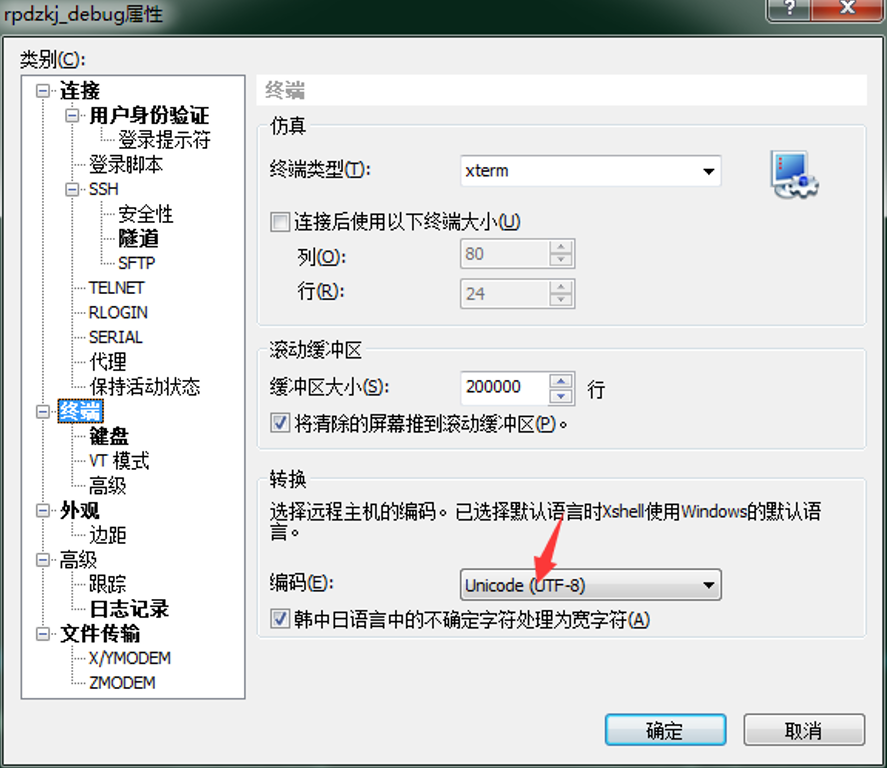 rpdzkj_debug属性
?
类别(C):
连接
用户身份验证
登录提示符
登录脚本
SSH
安全性
隧道
SFTP
TELNET
RLOGIN
SERIAL
代理
保持活动状态
终端
键盘
VT 模式
高级
外观
边距
高级
跟踪
日志记录
文件传输
X/YMODEM
ZMODEM
终端
仿真
终端类型(T): xterm
连接后使用以下终端大小(U)
列(O): 80
行(R): 24
滚动缓冲区
缓冲区大小(S): 200000 行
将清除的屏幕推到滚动缓冲区(P)。
转换
选择远程主机的编码。已选择默认语言时Xshell使用Windows的默认语
言。
编码(E): Unicode (UTF-8)
韩中日语言中的不确定字符处理为宽字符(A)
确定 取消